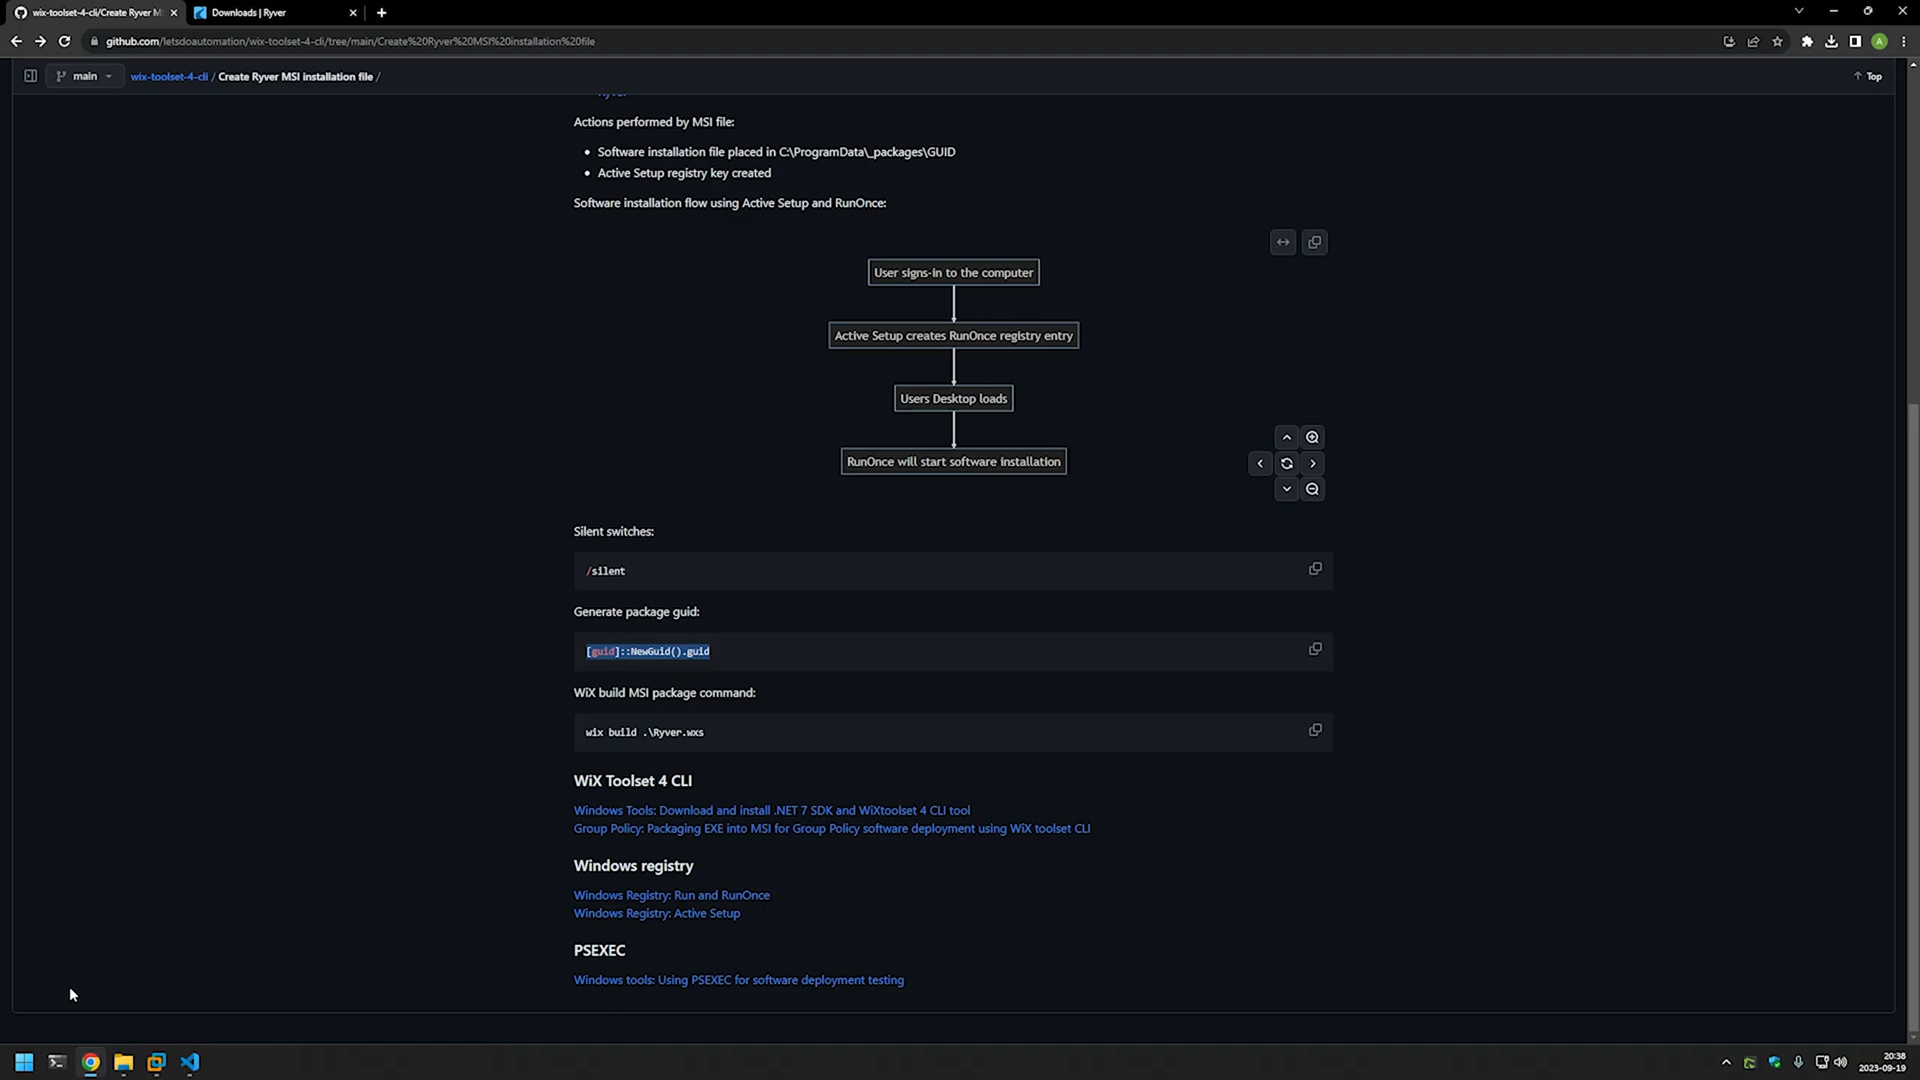 wix-toolset-4-cli/Create Ryver M
Downloads | Ryver
github.com/letsdoautomation/wix-toolset-4-cli/tree/main/Create%20Ryver%20MSI%20installation%20file
A
main
wix-toolset-4-cli / Create Ryver MSI installation file /
Top
Ryver
Actions performed by MSI file:
Software installation file placed in C:\ProgramData\_packages\GUID
Active Setup registry key created
Software installation flow using Active Setup and RunOnce:
User signs-in to the computer
Active Setup creates RunOnce registry entry
Users Desktop loads
RunOnce will start software installation
Silent switches:
/silent
Generate package guid:
[guid]::NewGuid().guid
WiX build MSI package command:
wix build .\Ryver.wxs
WiX Toolset 4 CLI
Windows Tools: Download and install .NET 7 SDK and WiXtoolset 4 CLI tool
Group Policy: Packaging EXE into MSI for Group Policy software deployment using WiX toolset CLI
Windows registry
Windows Registry: Run and RunOnce
Windows Registry: Active Setup
PSEXEC
Windows tools: Using PSEXEC for software deployment testing
20:38
2023-09-19